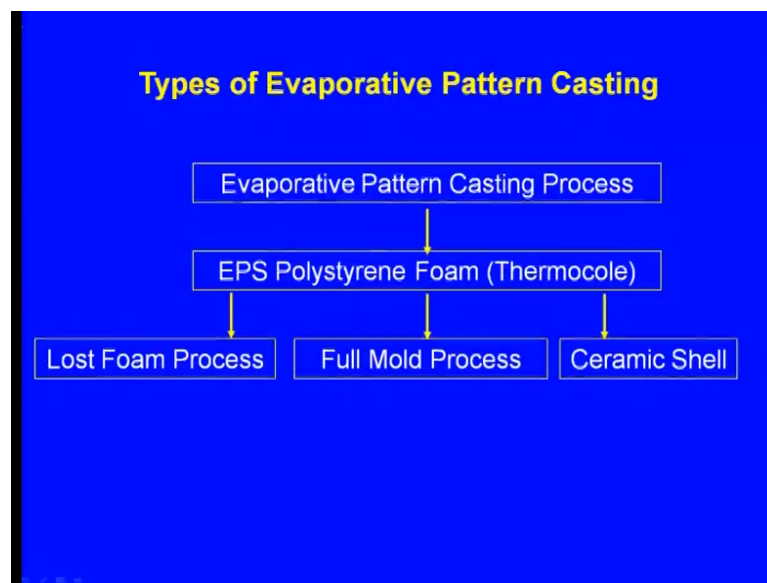 Types of Evaporative Pattern Casting
Evaporative Pattern Casting Process
EPS Polystyrene Foam (Thermocole)
Lost Foam Process
Full Mold Process
Ceramic Shell